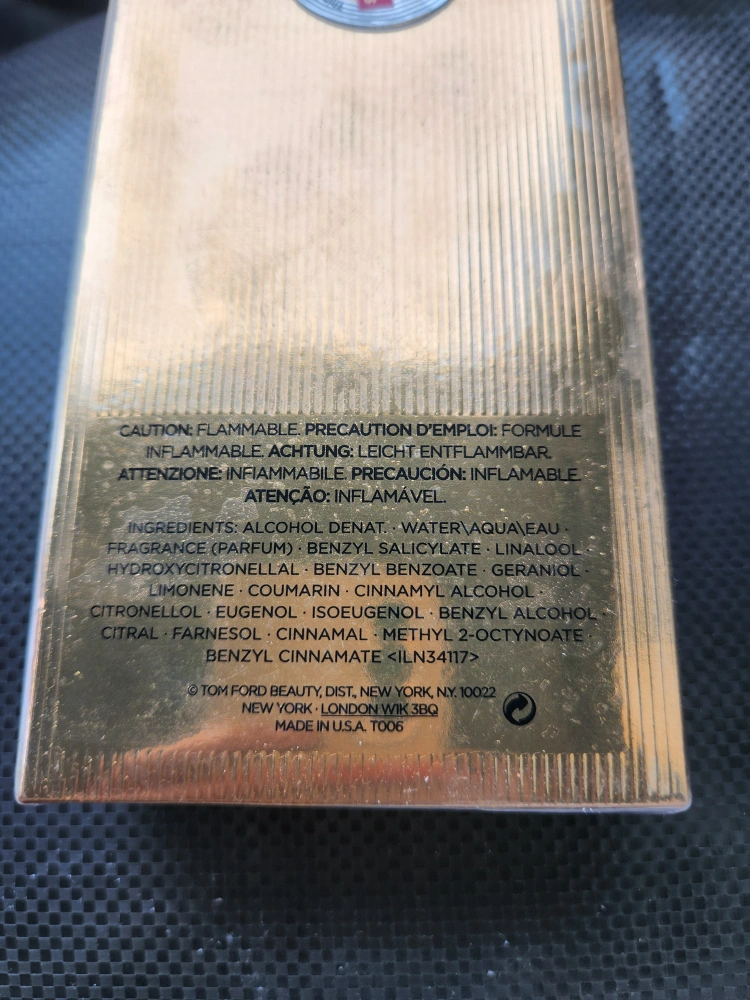 CAUTION: FLAMMABLE. PRECAUTION D'EMPLOI: FORMULE
INFLAMMABLE. ACHTUNG: LEICHT ENTFLAMMBAR.
ATTENZIONE: INFIAMMABILE. PRECAUCIÓN: INFLAMABLE.
ATENÇÃO: INFLAMÁVEL.
INGREDIENTS: ALCOHOL DENAT. · WATER\AQUA\EAU ·
FRAGRANCE (PARFUM) · BENZYL SALICYLATE · LINALOOL ·
HYDROXYCITRONELLAL · BENZYL BENZOATE · GERANIOL ·
LIMONENE · COUMARIN · CINNAMYL ALCOHOL ·
CITRONELLOL · EUGENOL · ISOEUGENOL · BENZYL ALCOHOL ·
CITRAL · FARNESOL · CINNAMAL · METHYL 2-OCTYNOATE ·
BENZYL CINNAMATE <ILN34117>
© TOM FORD BEAUTY, DIST., NEW YORK, N.Y. 10022
NEW YORK · LONDON W1K 3BQ
MADE IN U.S.A. T006